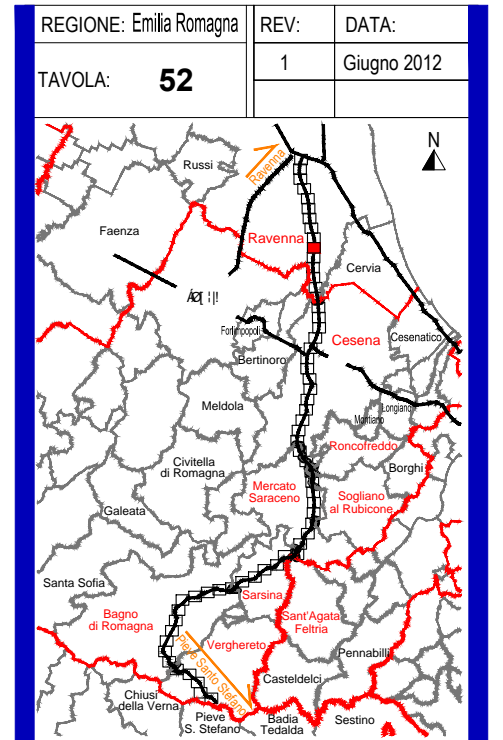 REGIONE: Emilia Romagna
REV:
DATA:
TAVOLA: 52
1
Giugno 2012
N
Russi
Ravenna
Faenza
Ravenna
Cervia
Forlimpopoli
Cesena
Cesenatico
Bertinoro
Meldola
Longiano
Montiano
Roncofreddo
Civitella
di Romagna
Borghi
Mercato
Saraceno
Sogliano
al Rubicone
Galeata
Santa Sofia
Sarsina
Bagno
di Romagna
Sant'Agata
Feltria
Verghereto
Pieve Santo Stefano
Pennabilli
Casteldelci
Chiusi
della Verna
Pieve
S. Stefano
Badia
Tedalda
Sestino